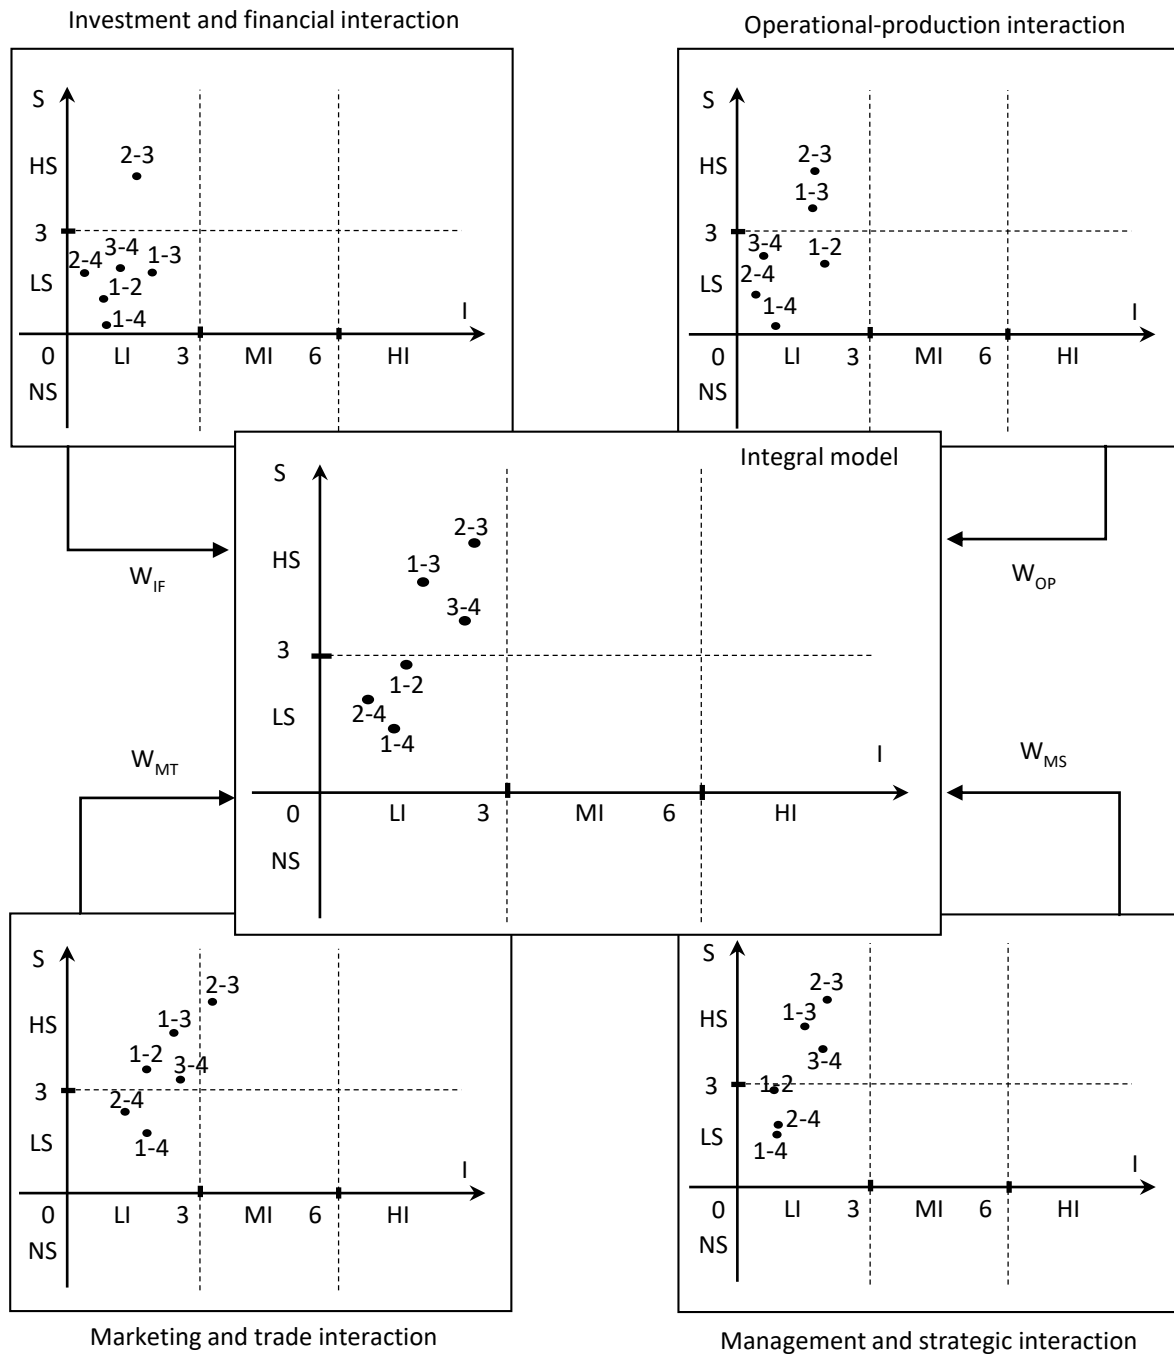 Investment and financial interaction
S
HS
2-3
3
2-4
3-4
1-3
LS
1-2
1-4
I
0
LI
3
MI
6
HI
NS
Operational-production interaction
S
HS
2-3
1-3
3
3-4
1-2
LS
2-4
1-4
I
0
LI
3
MI
6
HI
NS
Integral model
S
HS
2-3
1-3
3-4
3
1-2
LS
2-4
1-4
I
0
LI
3
MI
6
HI
NS
W_IF
W_OP
W_MT
W_MS
S
HS
2-3
1-3
1-2
3-4
3
2-4
LS
1-4
I
0
LI
3
MI
6
HI
NS
Marketing and trade interaction
S
HS
2-3
1-3
3-4
3
1-2
LS
2-4
1-4
I
0
LI
3
MI
6
HI
NS
Management and strategic interaction